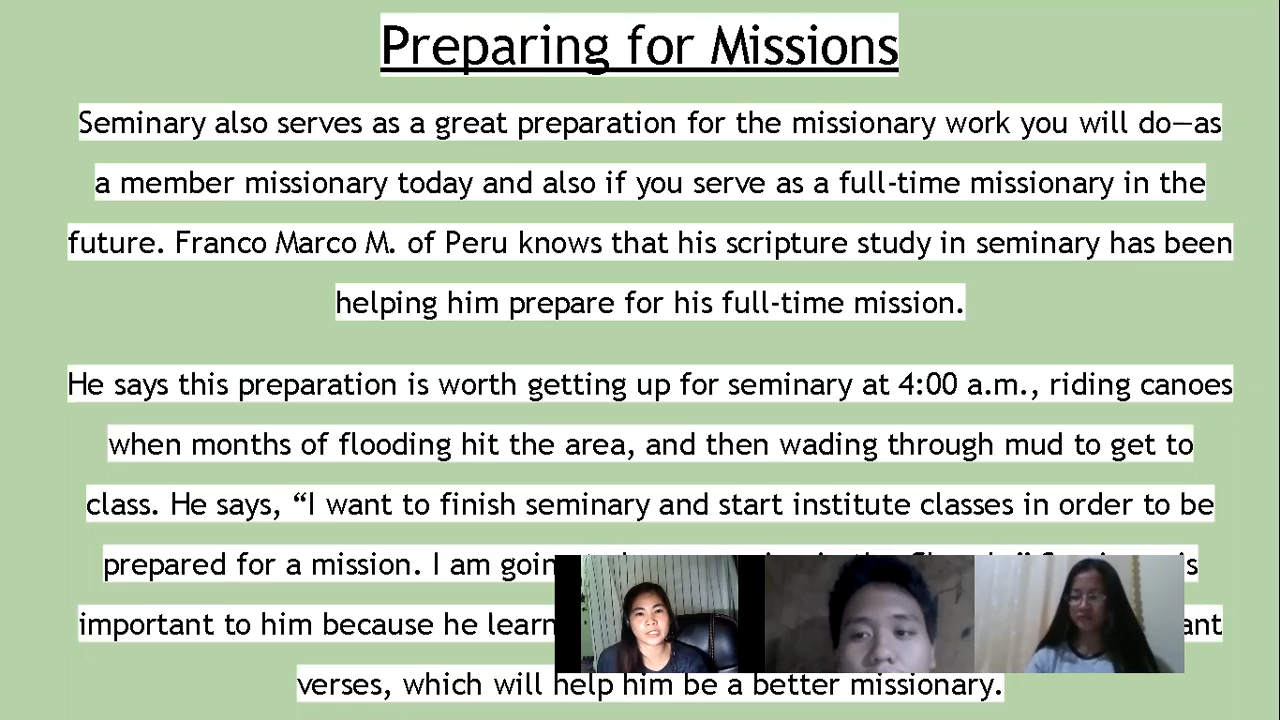 Preparing for Missions
Seminary also serves as a great preparation for the missionary work you will do—as
a member missionary today and also if you serve as a full-time missionary in the
future. Franco Marco M. of Peru knows that his scripture study in seminary has been
helping him prepare for his full-time mission.
He says this preparation is worth getting up for seminary at 4:00 a.m., riding canoes
when months of flooding hit the area, and then wading through mud to get to
class. He says, “I want to finish seminary and start institute classes in order to be
prepared for a mission. I am
important to him because he
verses, which will help him be a better missionary.